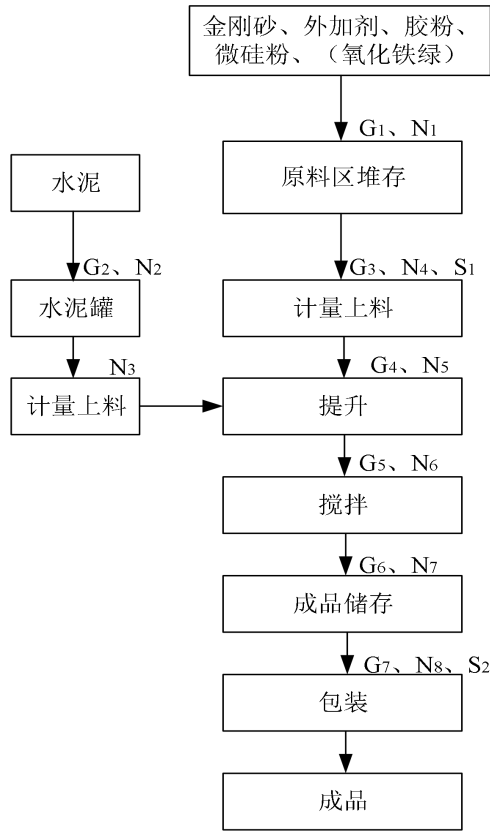 金刚砂、外加剂、胶粉、
微硅粉、（氧化铁绿）
G1、N1
水泥
原料区堆存
G2、N2
G3、N4、S1
水泥罐
计量上料
N3
G4、N5
计量上料
提升
G5、N6
搅拌
G6、N7
成品储存
G7、N8、S2
包装
成品